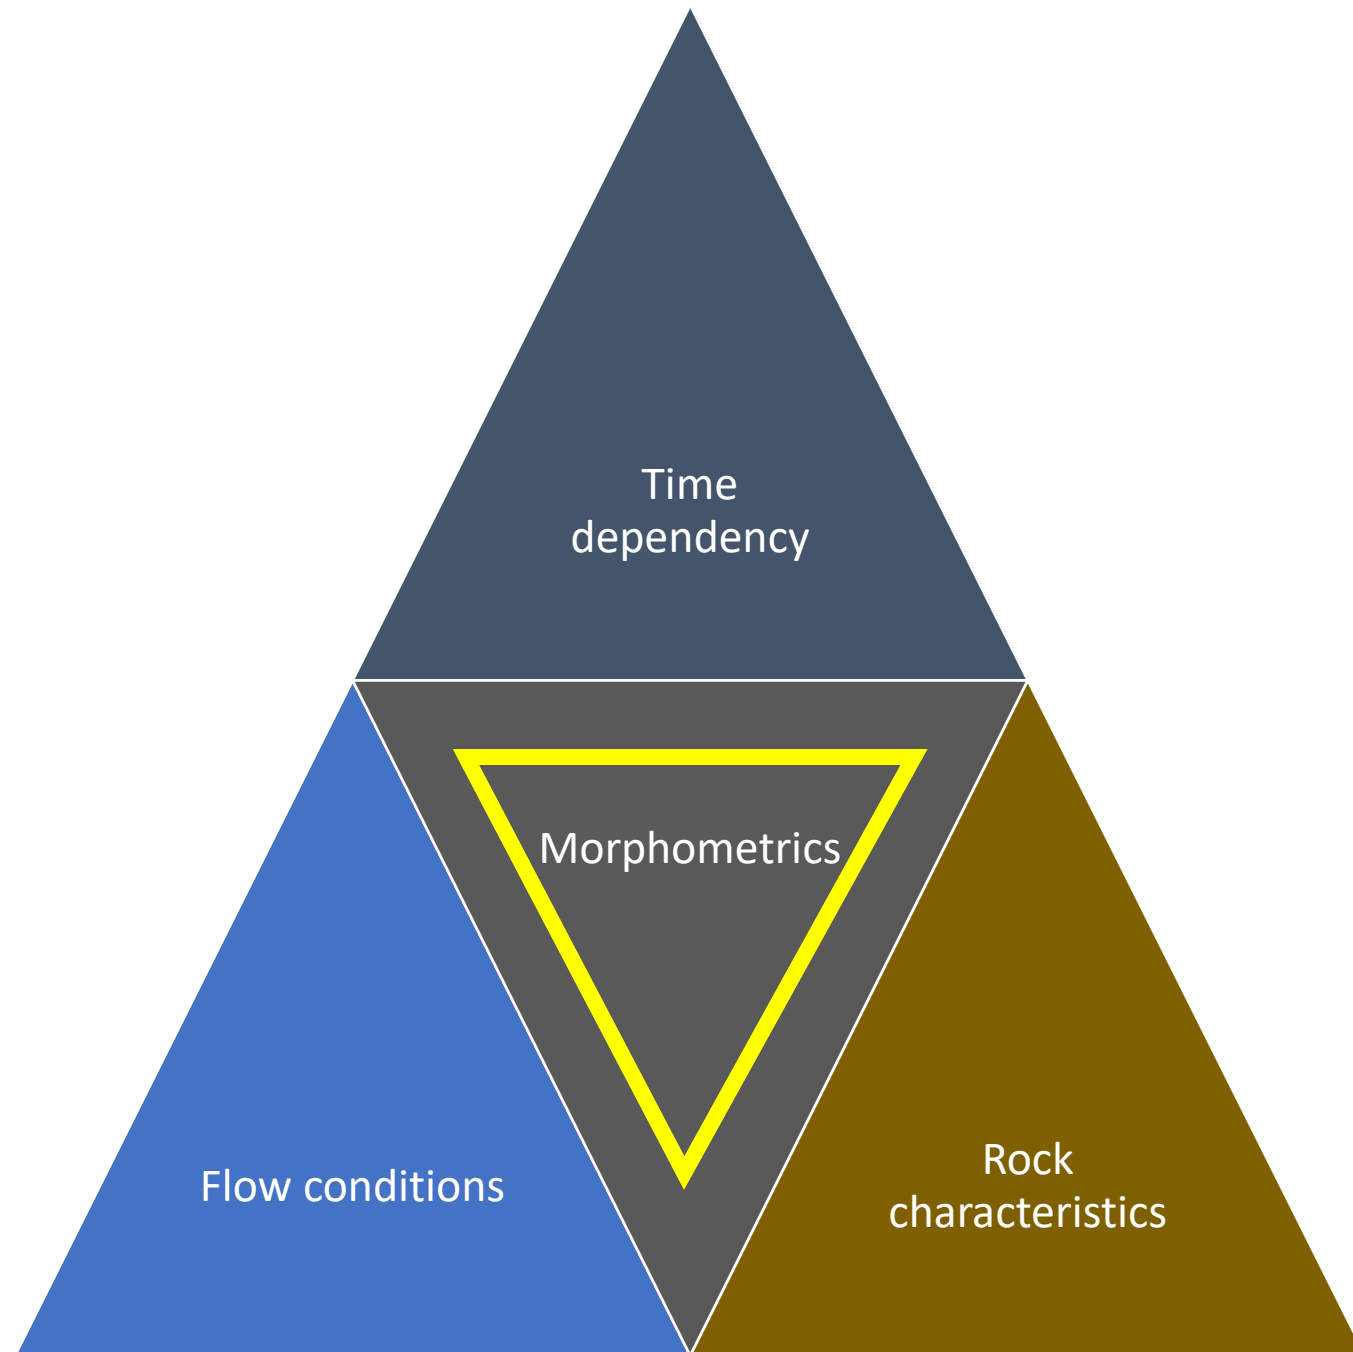 Time
dependency
Morphometrics
Flow conditions
Rock
characteristics